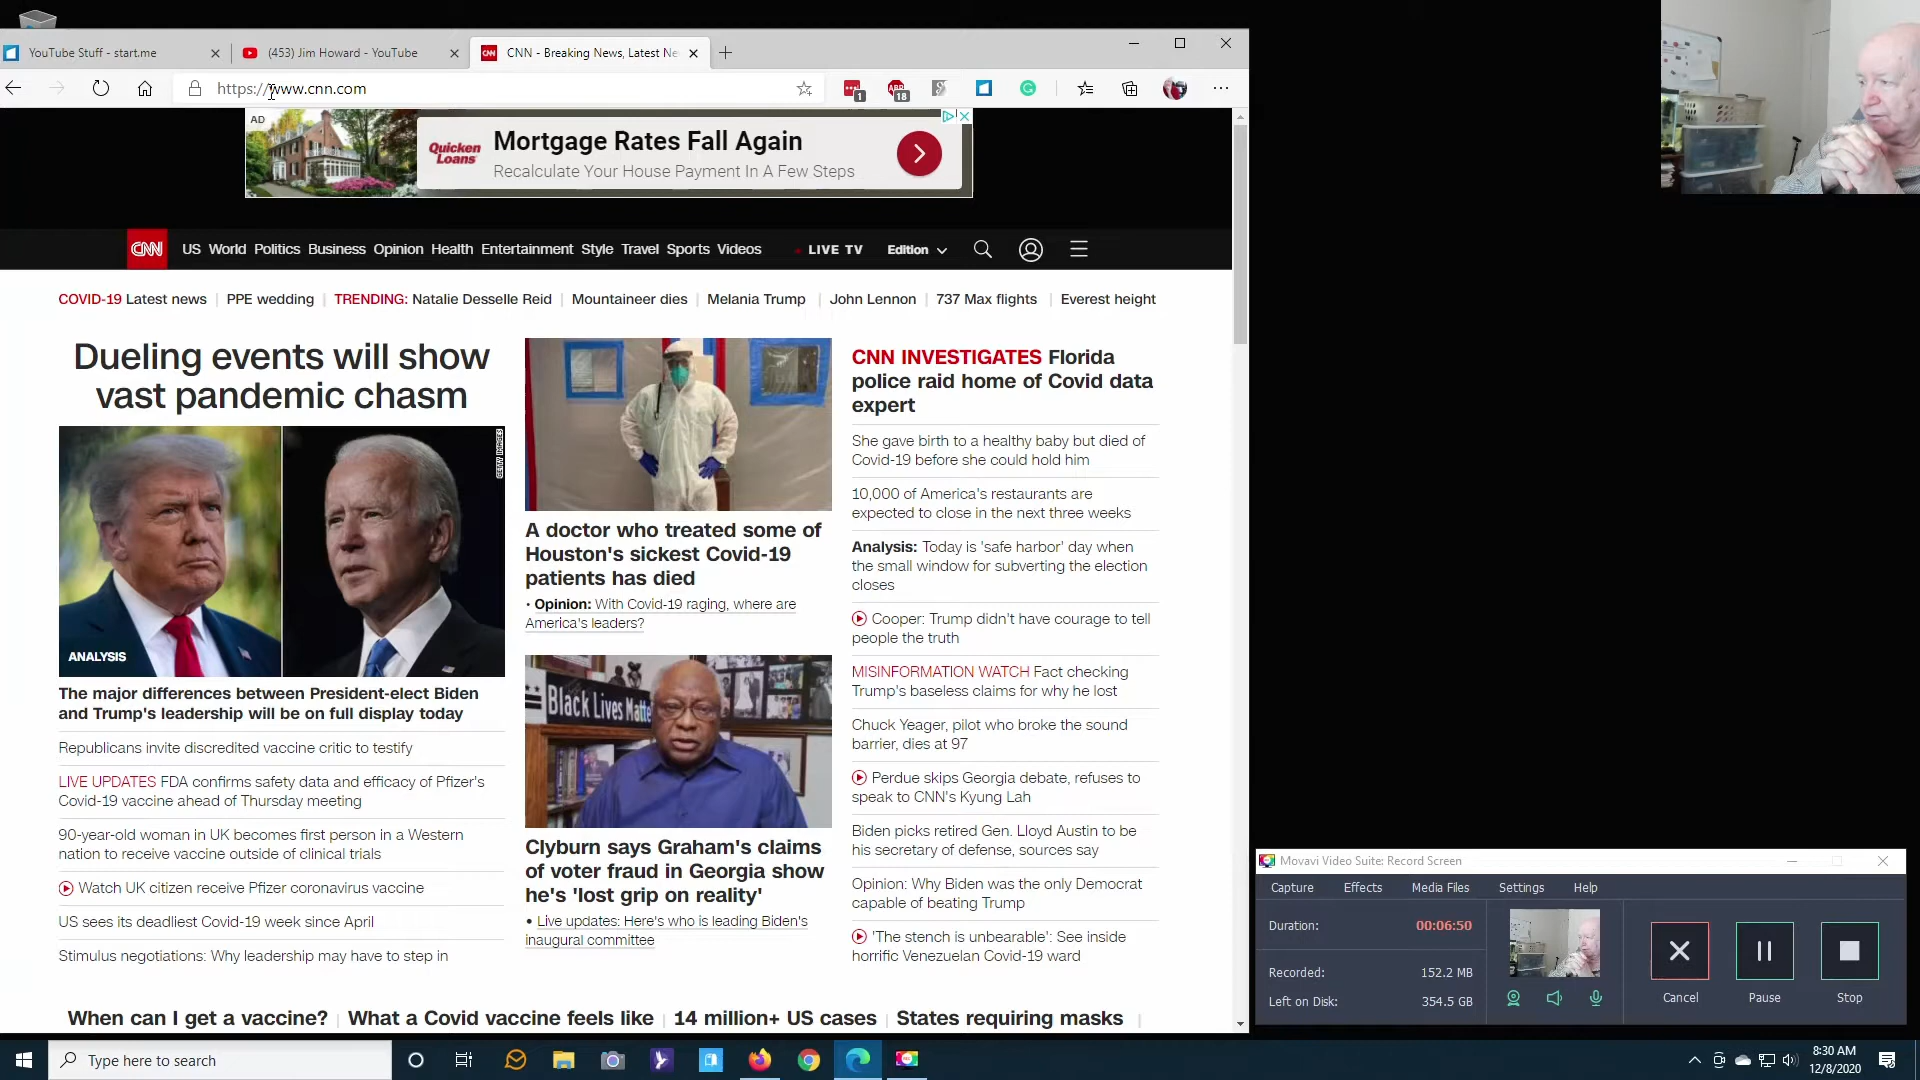 YouTube Stuff - start.me
(453) Jim Howard - YouTube
CNN
CNN - Breaking News, Latest Ne
https://www.cnn.com
1
ABP
18
AD
Quicken
Loans
Mortgage Rates Fall Again
Recalculate Your House Payment In A Few Steps
CNN
US World Politics Business Opinion Health Entertainment Style Travel Sports Videos
LIVE TV
Edition
COVID-19 Latest news
PPE wedding
TRENDING: Natalie Desselle Reid
Mountaineer dies
Melania Trump
John Lennon
737 Max flights
Everest height
Dueling events will show
vast pandemic chasm
GETTY IMAGES
ANALYSIS
The major differences between President-elect Biden
and Trump's leadership will be on full display today
Republicans invite discredited vaccine critic to testify
LIVE UPDATES FDA confirms safety data and efficacy of Pfizer's
Covid-19 vaccine ahead of Thursday meeting
90-year-old woman in UK becomes first person in a Western
nation to receive vaccine outside of clinical trials
Watch UK citizen receive Pfizer coronavirus vaccine
US sees its deadliest Covid-19 week since April
Stimulus negotiations: Why leadership may have to step in
A doctor who treated some of
Houston's sickest Covid-19
patients has died
• Opinion: With Covid-19 raging, where are
America's leaders?
Black Lives Matte
Clyburn says Graham's claims
of voter fraud in Georgia show
he's 'lost grip on reality'
• Live updates: Here's who is leading Biden's
inaugural committee
CNN INVESTIGATES Florida
police raid home of Covid data
expert
She gave birth to a healthy baby but died of
Covid-19 before she could hold him
10,000 of America's restaurants are
expected to close in the next three weeks
Analysis: Today is 'safe harbor' day when
the small window for subverting the election
closes
Cooper: Trump didn't have courage to tell
people the truth
MISINFORMATION WATCH Fact checking
Trump's baseless claims for why he lost
Chuck Yeager, pilot who broke the sound
barrier, dies at 97
Perdue skips Georgia debate, refuses to
speak to CNN's Kyung Lah
Biden picks retired Gen. Lloyd Austin to be
his secretary of defense, sources say
Opinion: Why Biden was the only Democrat
capable of beating Trump
'The stench is unbearable': See inside
horrific Venezuelan Covid-19 ward
When can I get a vaccine?
What a Covid vaccine feels like
14 million+ US cases
States requiring masks
Movavi Video Suite: Record Screen
Capture
Effects
Media Files
Settings
Help
Duration:
00:06:50
Recorded:
152.2 MB
Left on Disk:
354.5 GB
Cancel
Pause
Stop
Type here to search
8:30 AM
12/8/2020